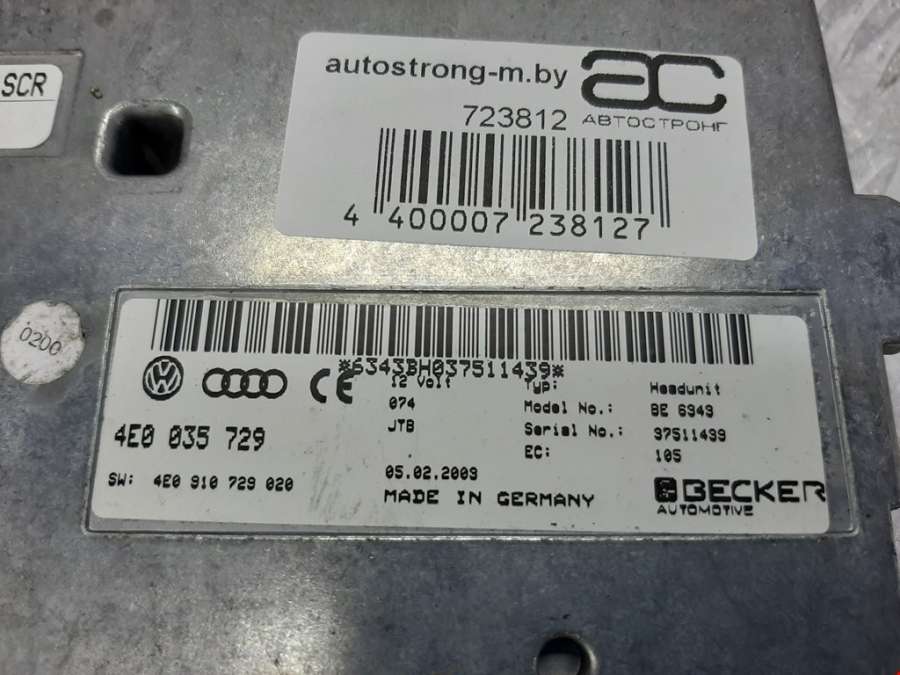 SCR
autostrong-m.by
ac
723812 АВТОСТРОНГ
4 400007 238127
0200
*6343BH037511439*
12 Volt Typ: Headunit
074 Model No.: BE 6343
JTB Serial No.: 37511439
4E0 035 729 EC: 105
SW: 4E0 910 729 020 05.02.2003
MADE IN GERMANY
BECKER
AUTOMOTIVE